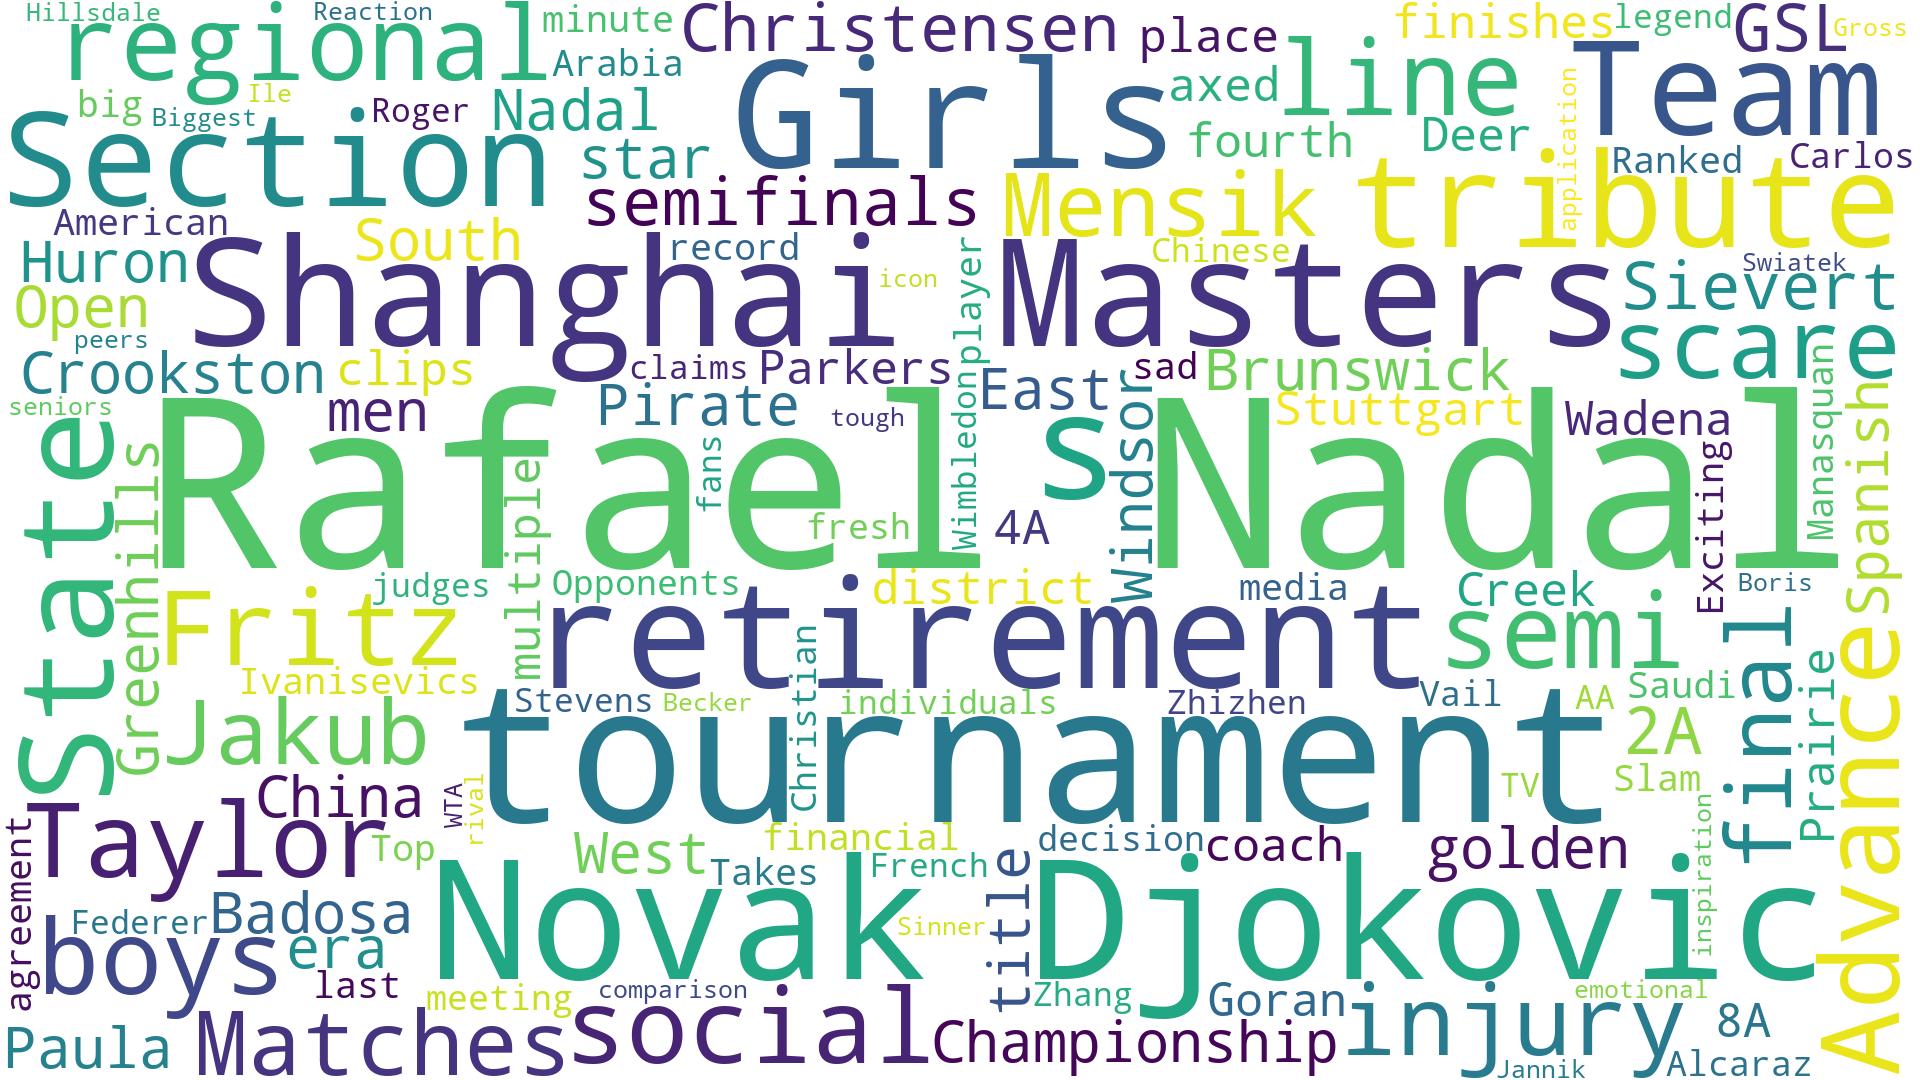 Hillsdale
Reaction
regional
minute
Christensen
place
finishes
legend
GSL
Gross
Arabia
Girls
axed
line
Team
big
Ile
Biggest
Roger
Nadal
fourth
Deer
application
Ranked
Carlos
Section
star
semifinals
Mensik
tribute
American
South
record
Chinese
Huron
Shanghai
icon
Masters
Swiatek
Sievert
Open
peers
Wimbledon
player
scare
Crookston
clips
claims
Parkers
sad
Brunswick
Manasquan
seniors
men
Pirate
tough
East
Windsor
Stuttgart
Wadena
Spanish
State
Greenhills
Rafael
s
Nadal
multiple
fans
fresh
4A
Exciting
Fritz
judges
Opponents
district
media
Creek
Boris
retirement
semi
final
Ivanisevics
Christian
Prairie
Advance
Jakub
Stevens
Becker
individuals
Zhizhen
Vail
AA
Saudi
2A
tournament
China
WTA
rival
TV
Slam
Taylor
Top
West
financial
decision
coach
golden
inspiration
agreement
Takes
French
title
Novak
Djokovic
Federer
Badosa
Sinner
boys
era
last
meeting
comparison
Zhang
Goran
emotional
injury
8A
Paula
Matches
social
Championship
Jannik
Alcaraz